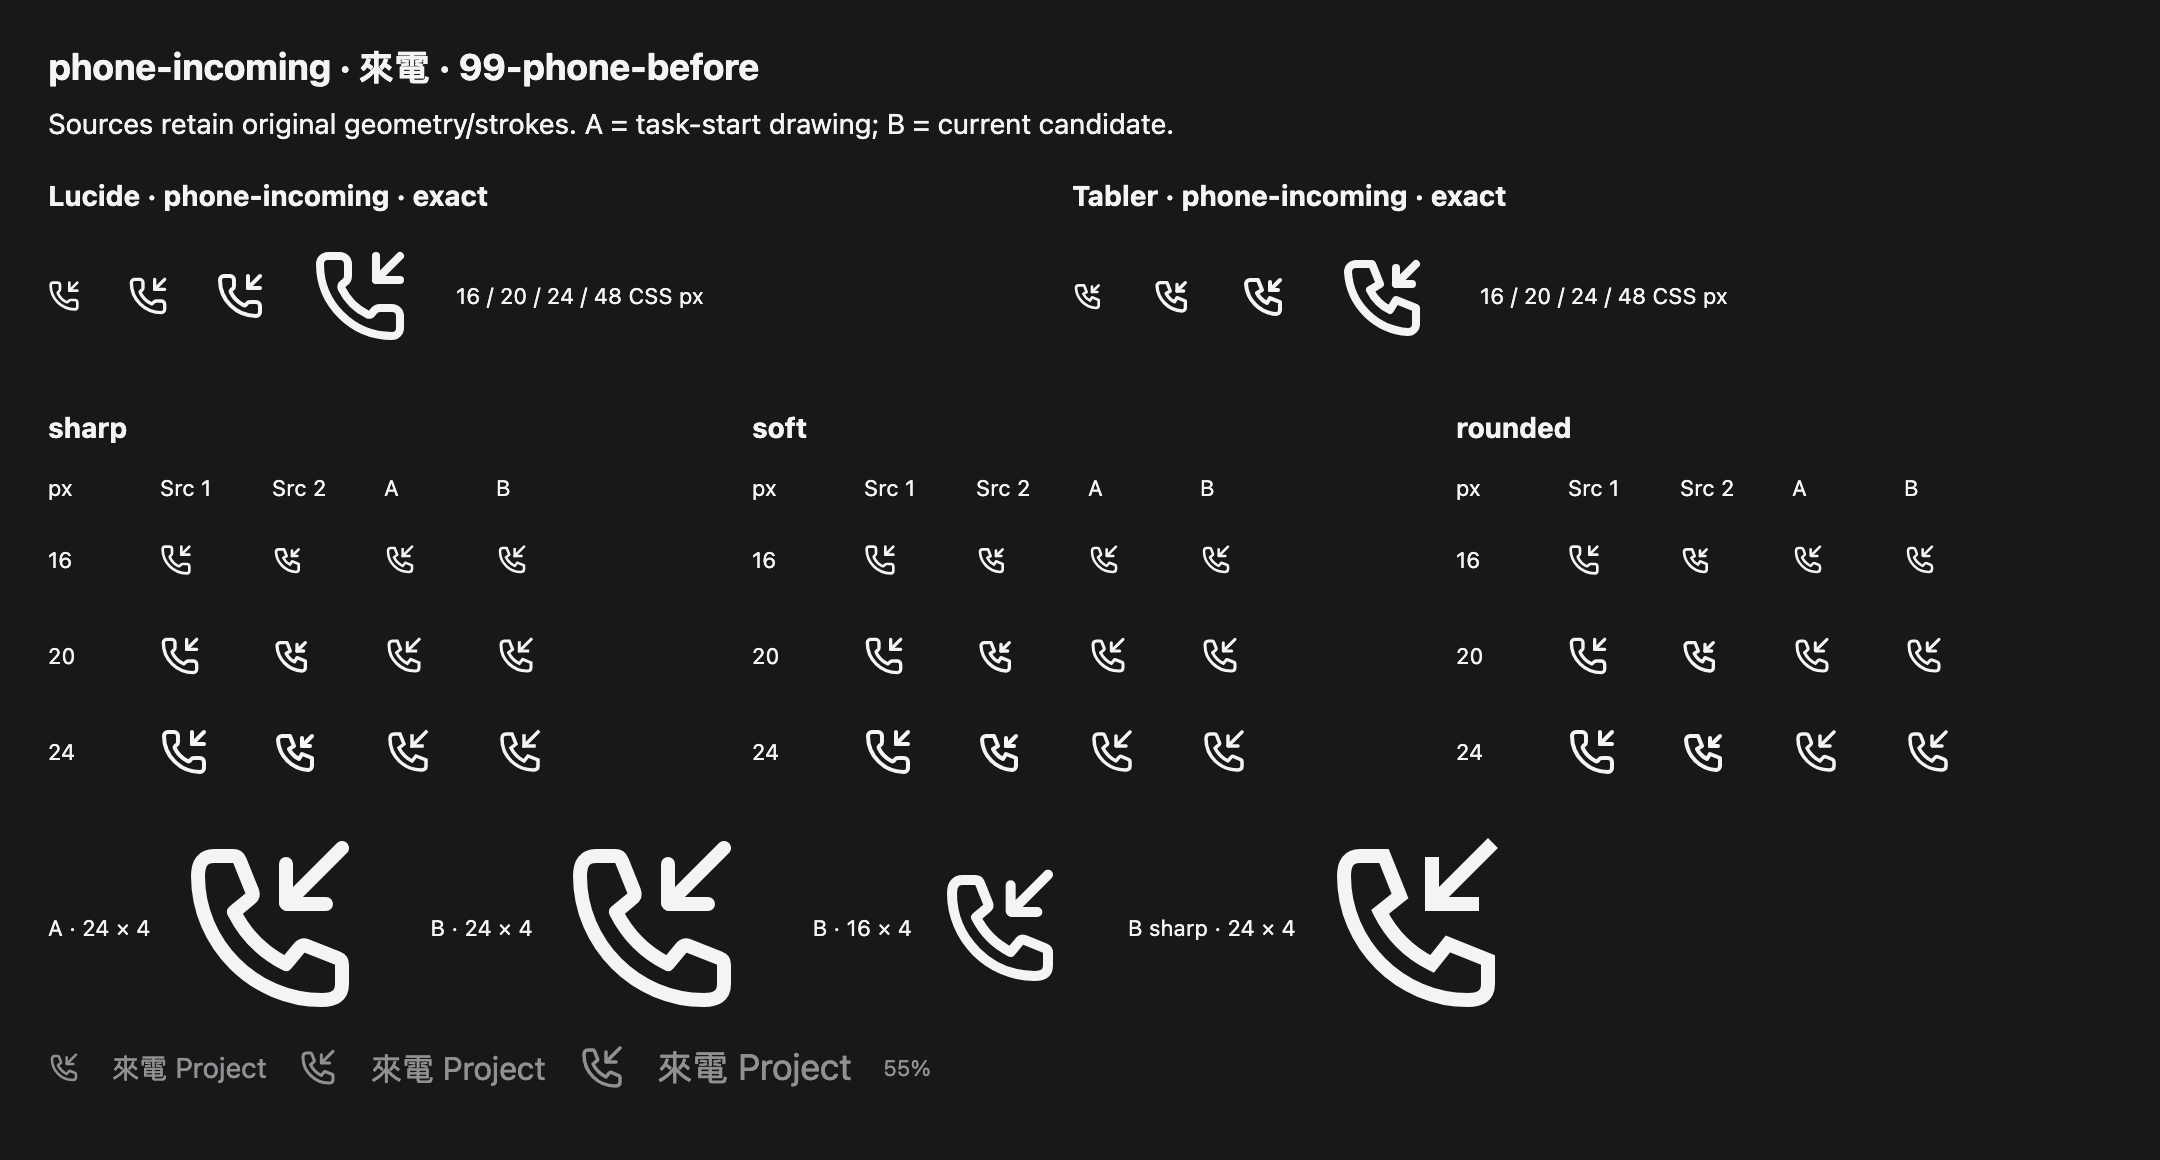 phone-incoming · 來電 · 99-phone-before
Sources retain original geometry/strokes. A = task-start drawing; B = current candidate.
Lucide · phone-incoming · exact
16 / 20 / 24 / 48 CSS px
Tabler · phone-incoming · exact
16 / 20 / 24 / 48 CSS px
sharp
px Src 1 Src 2 A B
16
20
24
soft
px Src 1 Src 2 A B
16
20
24
rounded
px Src 1 Src 2 A B
16
20
24
A · 24 × 4
B · 24 × 4
B · 16 × 4
B sharp · 24 × 4
來電 Project 來電 Project 來電 Project 55%